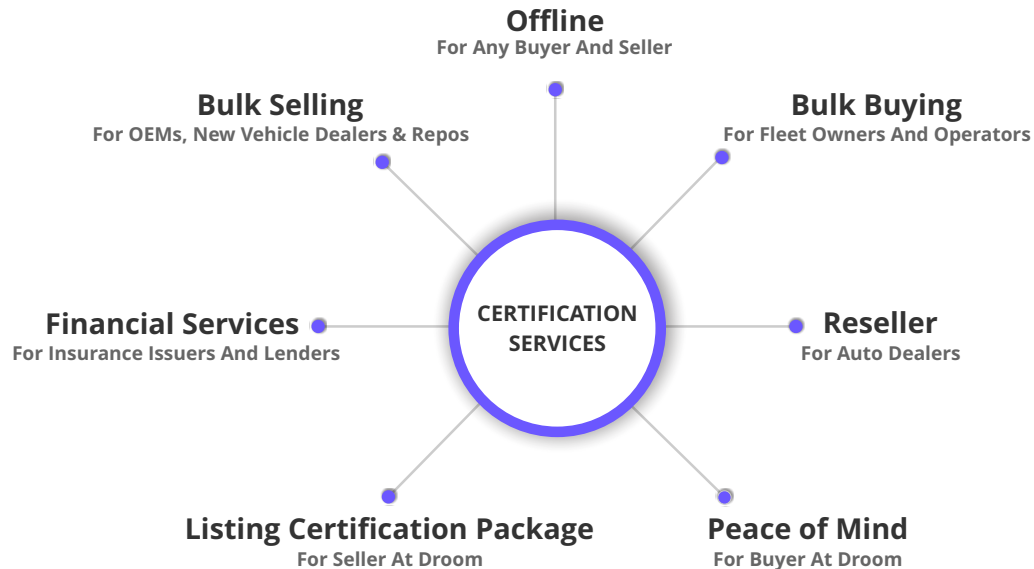 Offline
For Any Buyer And Seller
Bulk Selling
For OEMs, New Vehicle Dealers & Repos
Bulk Buying
For Fleet Owners And Operators
Financial Services
For Insurance Issuers And Lenders
CERTIFICATION
SERVICES
Reseller
For Auto Dealers
Listing Certification Package
For Seller At Droom
Peace of Mind
For Buyer At Droom